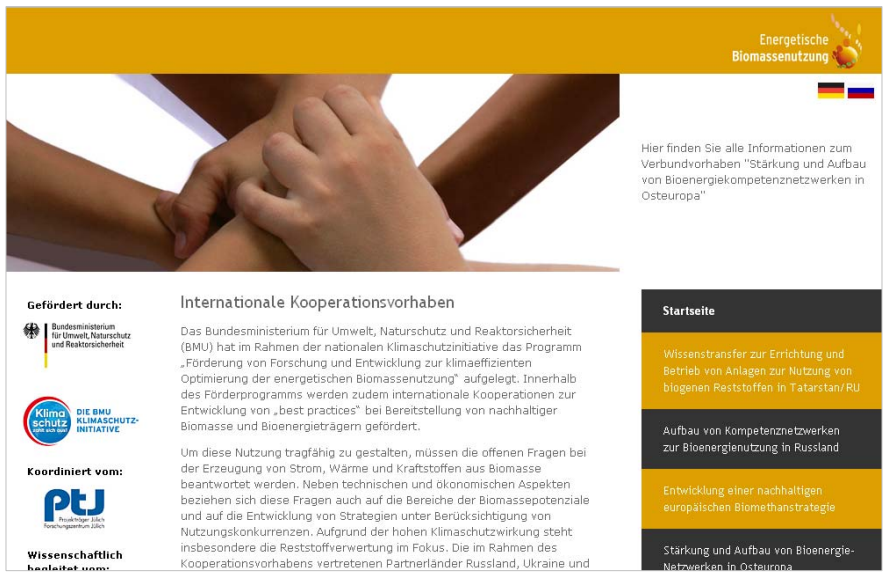 Energetische
Biomassenutzung
Hier finden Sie alle Informationen zum
Verbundvorhaben "Stärkung und Aufbau
von Bioenergiekompetenznetzwerken in
Osteuropa"
Gefördert durch:
Bundesministerium
für Umwelt, Naturschutz
und Reaktorsicherheit
Klima
schutz
zahlt sich aus!
DIE BMU
KLIMASCHUTZ-
INITIATIVE
Koordiniert vom:
PTJ
Projektträger Jülich
Forschungszentrum Jülich
Wissenschaftlich
begleitet vom:
Internationale Kooperationsvorhaben
Das Bundesministerium für Umwelt, Naturschutz und Reaktorsicherheit
(BMU) hat im Rahmen der nationalen Klimaschutzinitiative das Programm
„Förderung von Forschung und Entwicklung zur klimaeffizienten
Optimierung der energetischen Biomassenutzung" aufgelegt. Innerhalb
des Förderprogramms werden zudem internationale Kooperationen zur
Entwicklung von „best practices" bei Bereitstellung von nachhaltiger
Biomasse und Bioenergieträgern gefördert.
Um diese Nutzung tragfähig zu gestalten, müssen die offenen Fragen bei
der Erzeugung von Strom, Wärme und Kraftstoffen aus Biomasse
beantwortet werden. Neben technischen und ökonomischen Aspekten
beziehen sich diese Fragen auch auf die Bereiche der Biomassepotenziale
und auf die Entwicklung von Strategien unter Berücksichtigung von
Nutzungskonkurrenzen. Aufgrund der hohen Klimaschutzwirkung steht
insbesondere die Reststoffverwertung im Fokus. Die im Rahmen des
Kooperationsvorhabens vertretenen Partnerländer Russland, Ukraine und
Startseite
Wissenstransfer zur Errichtung und
Betrieb von Anlagen zur Nutzung von
biogenen Reststoffen in Tatarstan/RU
Aufbau von Kompetenznetzwerken
zur Bioenergienutzung in Russland
Entwicklung einer nachhaltigen
europäischen Biomethanstrategie
Stärkung und Aufbau von Bioenergie-
Netzwerken in Osteuropa